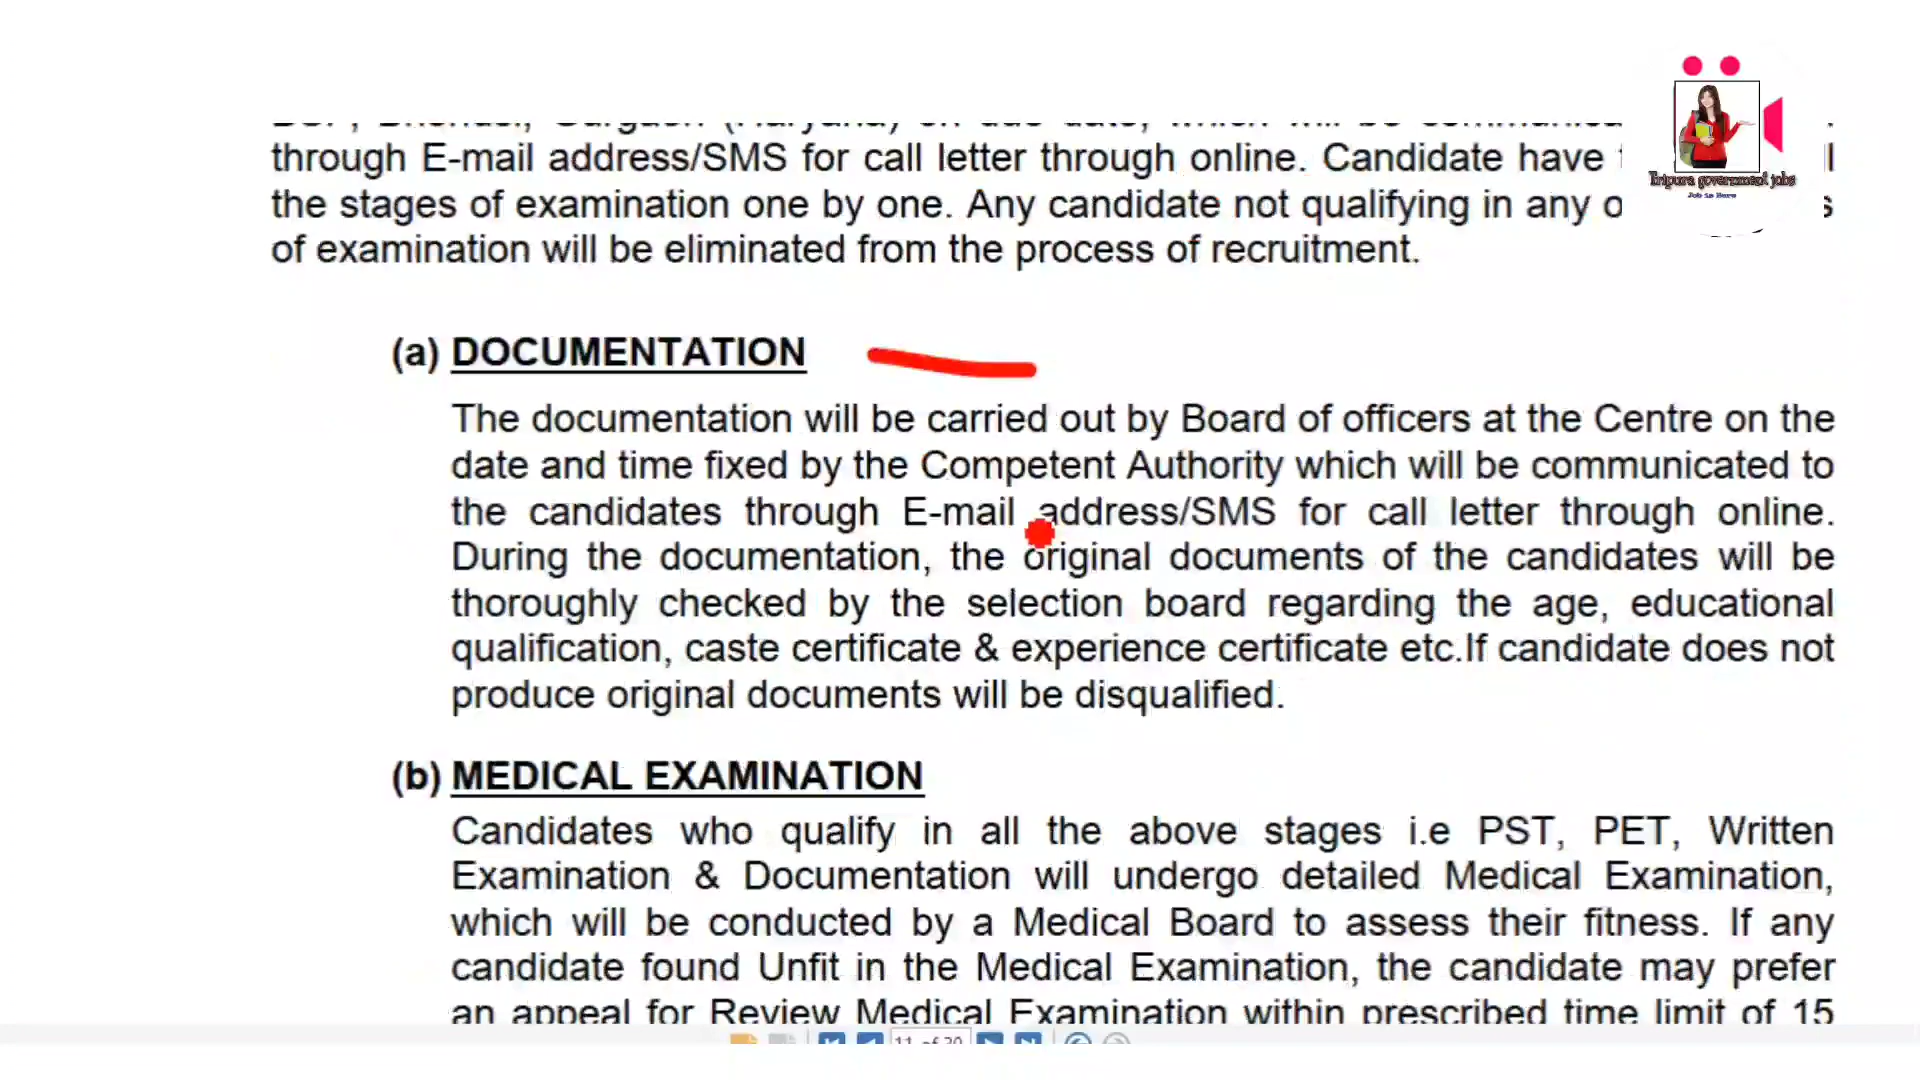 through E-mail address/SMS for call letter through online. Candidate have
the stages of examination one by one. Any candidate not qualifying in any
of examination will be eliminated from the process of recruitment.
Tripura government jobs
Job is Here
(a) DOCUMENTATION
The documentation will be carried out by Board of officers at the Centre on the
date and time fixed by the Competent Authority which will be communicated to
the candidates through E-mail address/SMS for call letter through online.
During the documentation, the original documents of the candidates will be
thoroughly checked by the selection board regarding the age, educational
qualification, caste certificate & experience certificate etc.If candidate does not
produce original documents will be disqualified.
(b) MEDICAL EXAMINATION
Candidates who qualify in all the above stages i.e PST, PET, Written
Examination & Documentation will undergo detailed Medical Examination,
which will be conducted by a Medical Board to assess their fitness. If any
candidate found Unfit in the Medical Examination, the candidate may prefer
an appeal for Review Medical Examination within prescribed time limit of 15
11 of 20